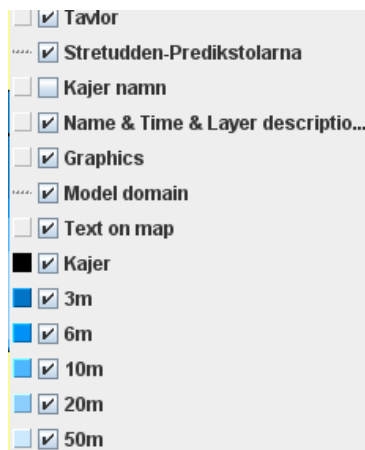 Tavlor
Stretudden-Predikstolarna
Kajer namn
Name & Time & Layer descriptio...
Graphics
Model domain
Text on map
Kajer
3m
6m
10m
20m
50m